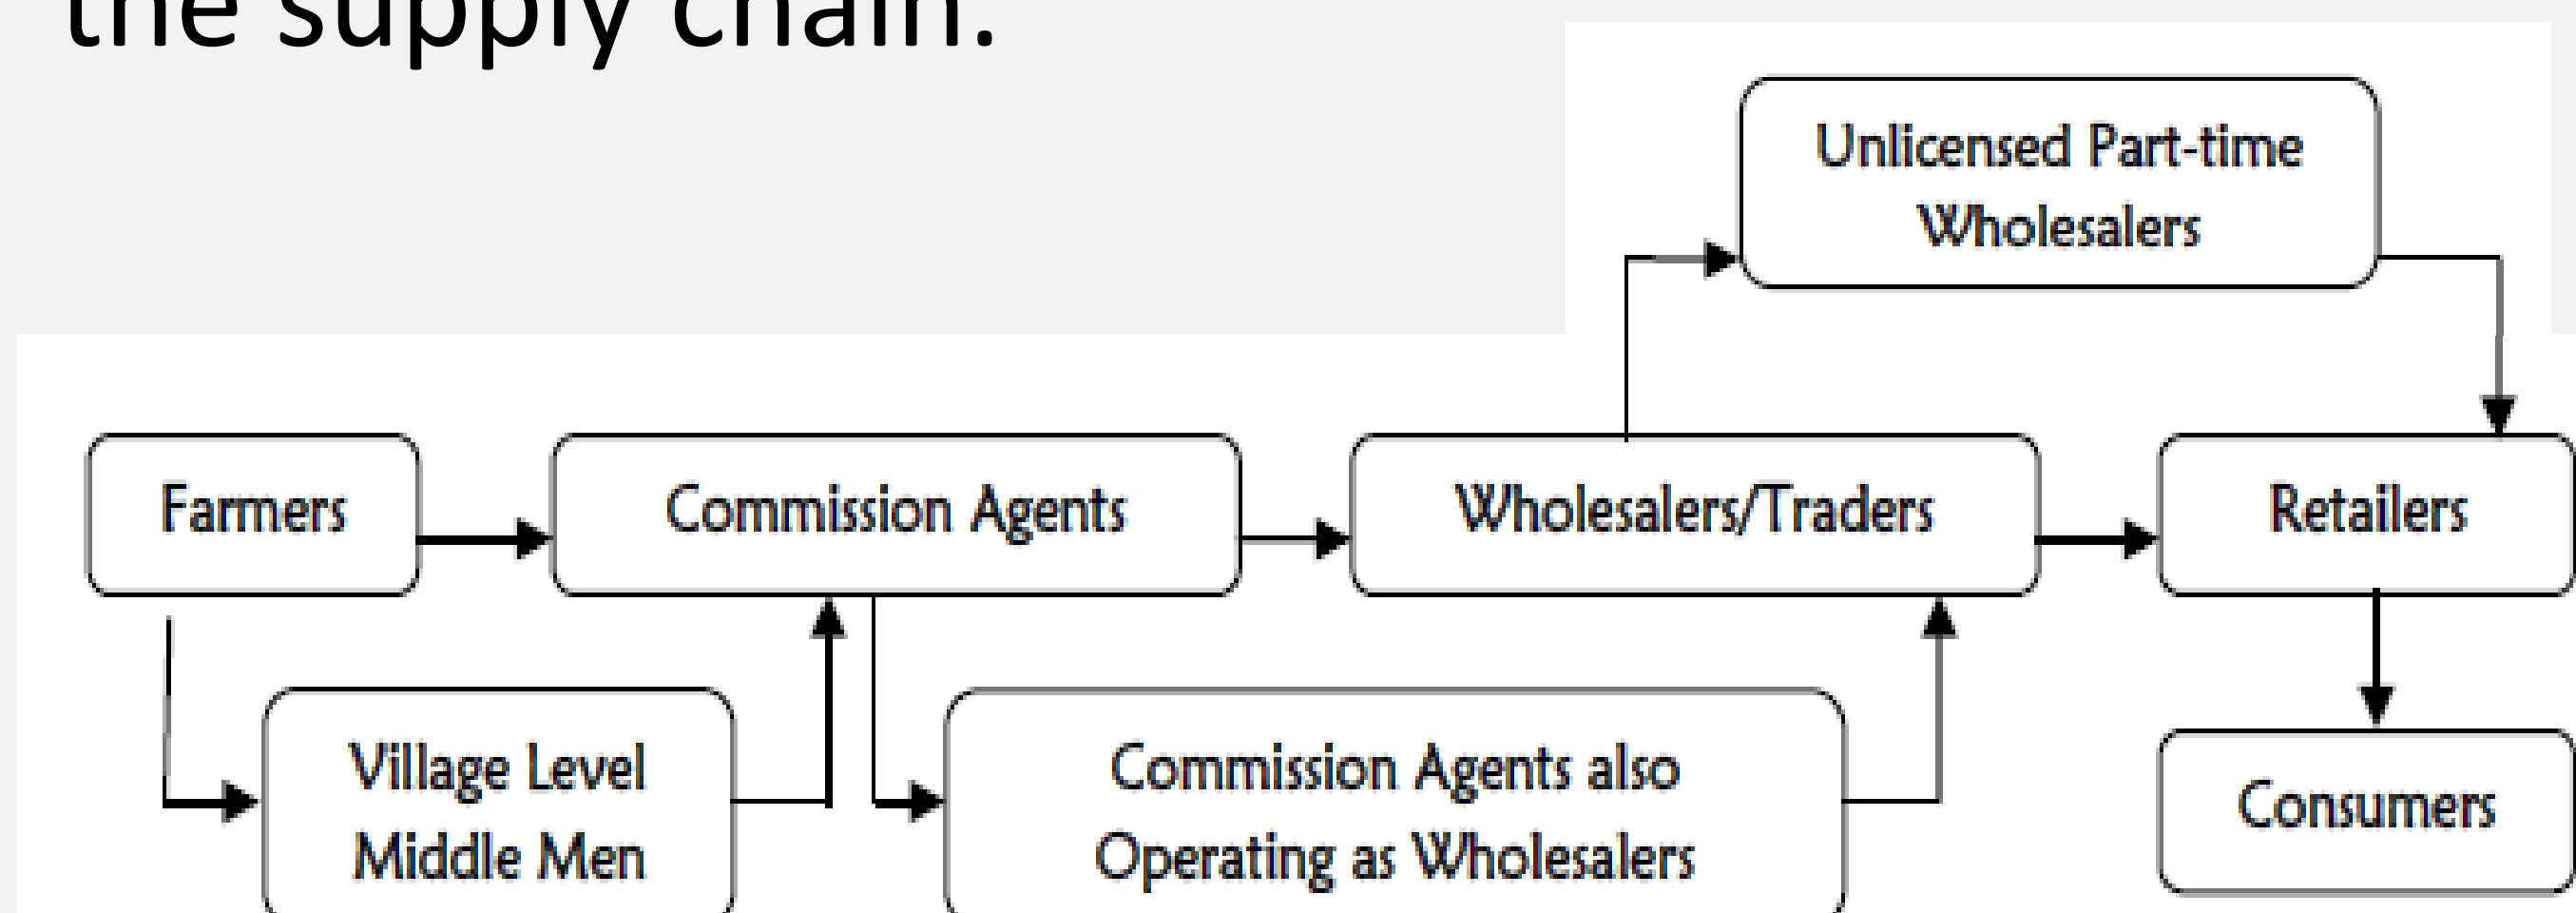 the supply chain.
Unlicensed Part-time
Wholesalers
Farmers
Commission Agents
Wholesalers/Traders
Retailers
Village Level
Middle Men
Commission Agents also
Operating as Wholesalers
Consumers